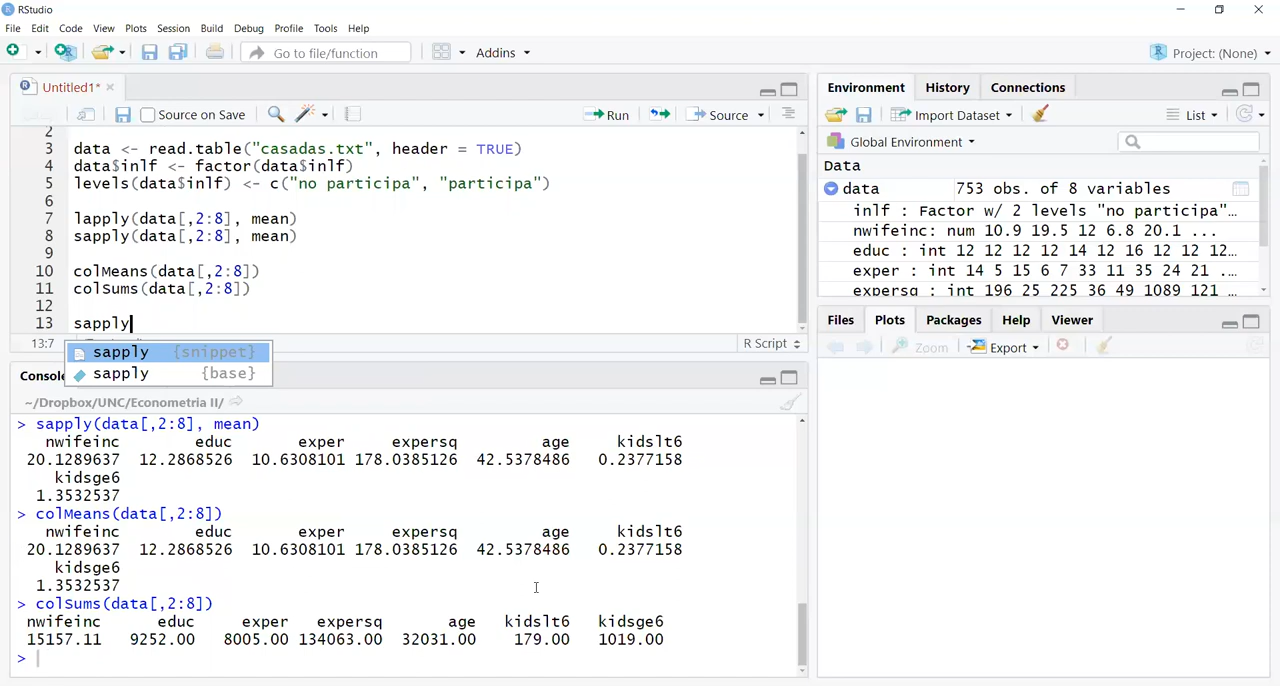 RStudio
File Edit Code View Plots Session Build Debug Profile Tools Help
Go to file/function
Addins
Project: (None)
Untitled1*
Source on Save
Run
Source
2
3 data <- read.table("casadas.txt", header = TRUE)
4 data$inlf <- factor(data$inlf)
5 levels(data$inlf) <- c("no participa", "participa")
6
7 lapply(data[,2:8], mean)
8 sapply(data[,2:8], mean)
9
10 colMeans(data[,2:8])
11 colSums(data[,2:8])
12
13 sapply
13:7
R Script
sapply {snippet}
sapply {base}
Console
~/Dropbox/UNC/Econometria II/
> sapply(data[,2:8], mean)
nwifeinc educ exper expersq age kidslt6
20.1289637 12.2868526 10.6308101 178.0385126 42.5378486 0.2377158
kidsge6
1.3532537
> colMeans(data[,2:8])
nwifeinc educ exper expersq age kidslt6
20.1289637 12.2868526 10.6308101 178.0385126 42.5378486 0.2377158
kidsge6
1.3532537
> colSums(data[,2:8])
nwifeinc educ exper expersq age kidslt6 kidsge6
15157.11 9252.00 8005.00 134063.00 32031.00 179.00 1019.00
>
Environment History Connections
Import Dataset
List
Global Environment
Data
data 753 obs. of 8 variables
inlf : Factor w/ 2 levels "no participa"…
nwifeinc: num 10.9 19.5 12 6.8 20.1 ...
educ : int 12 12 12 12 14 12 16 12 12 12…
exper : int 14 5 15 6 7 33 11 35 24 21 ...
expersq : int 196 25 225 36 49 1089 121 …
Files Plots Packages Help Viewer
Zoom
Export